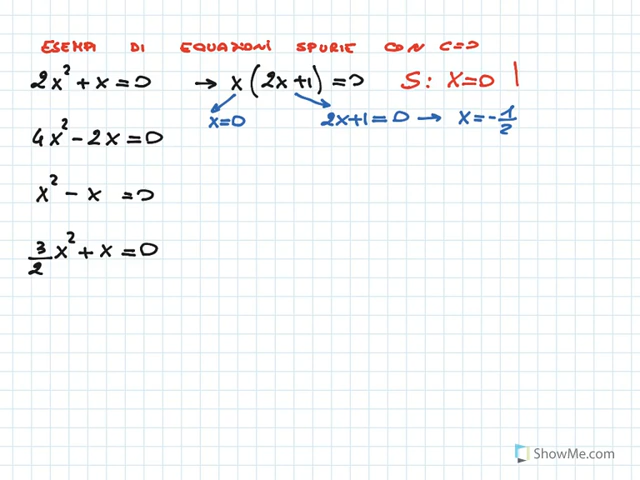 ESEMPI DI EQUAZIONI SPURIE CON C=0
2x² + x = 0 → x (2x+1) = 0 S: X=0 |
x=0 2x+1=0 → x=-1/2
4x² - 2x = 0
x² - x = 0
3/2 x² + x = 0
ShowMe.com